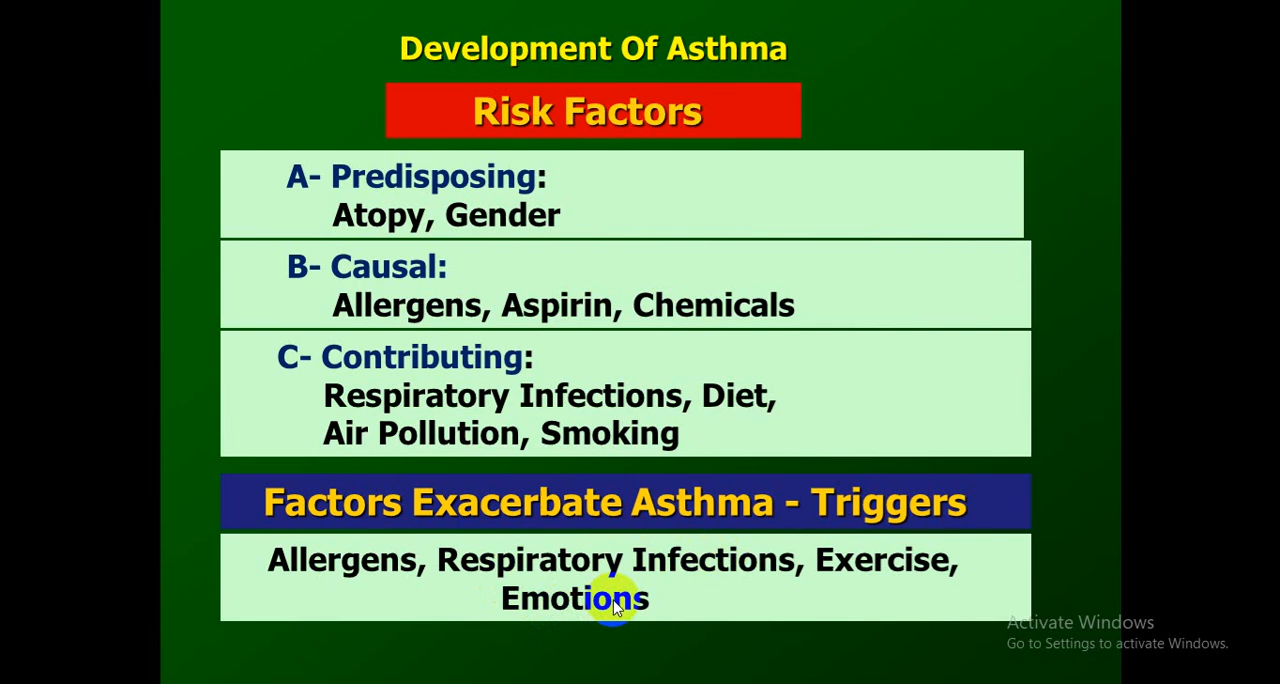 Development Of Asthma
Risk Factors
A- Predisposing:
Atopy, Gender
B- Causal:
Allergens, Aspirin, Chemicals
C- Contributing:
Respiratory Infections, Diet,
Air Pollution, Smoking
Factors Exacerbate Asthma - Triggers
Allergens, Respiratory Infections, Exercise,
Emotions
Activate Windows
Go to Settings to activate Windows.